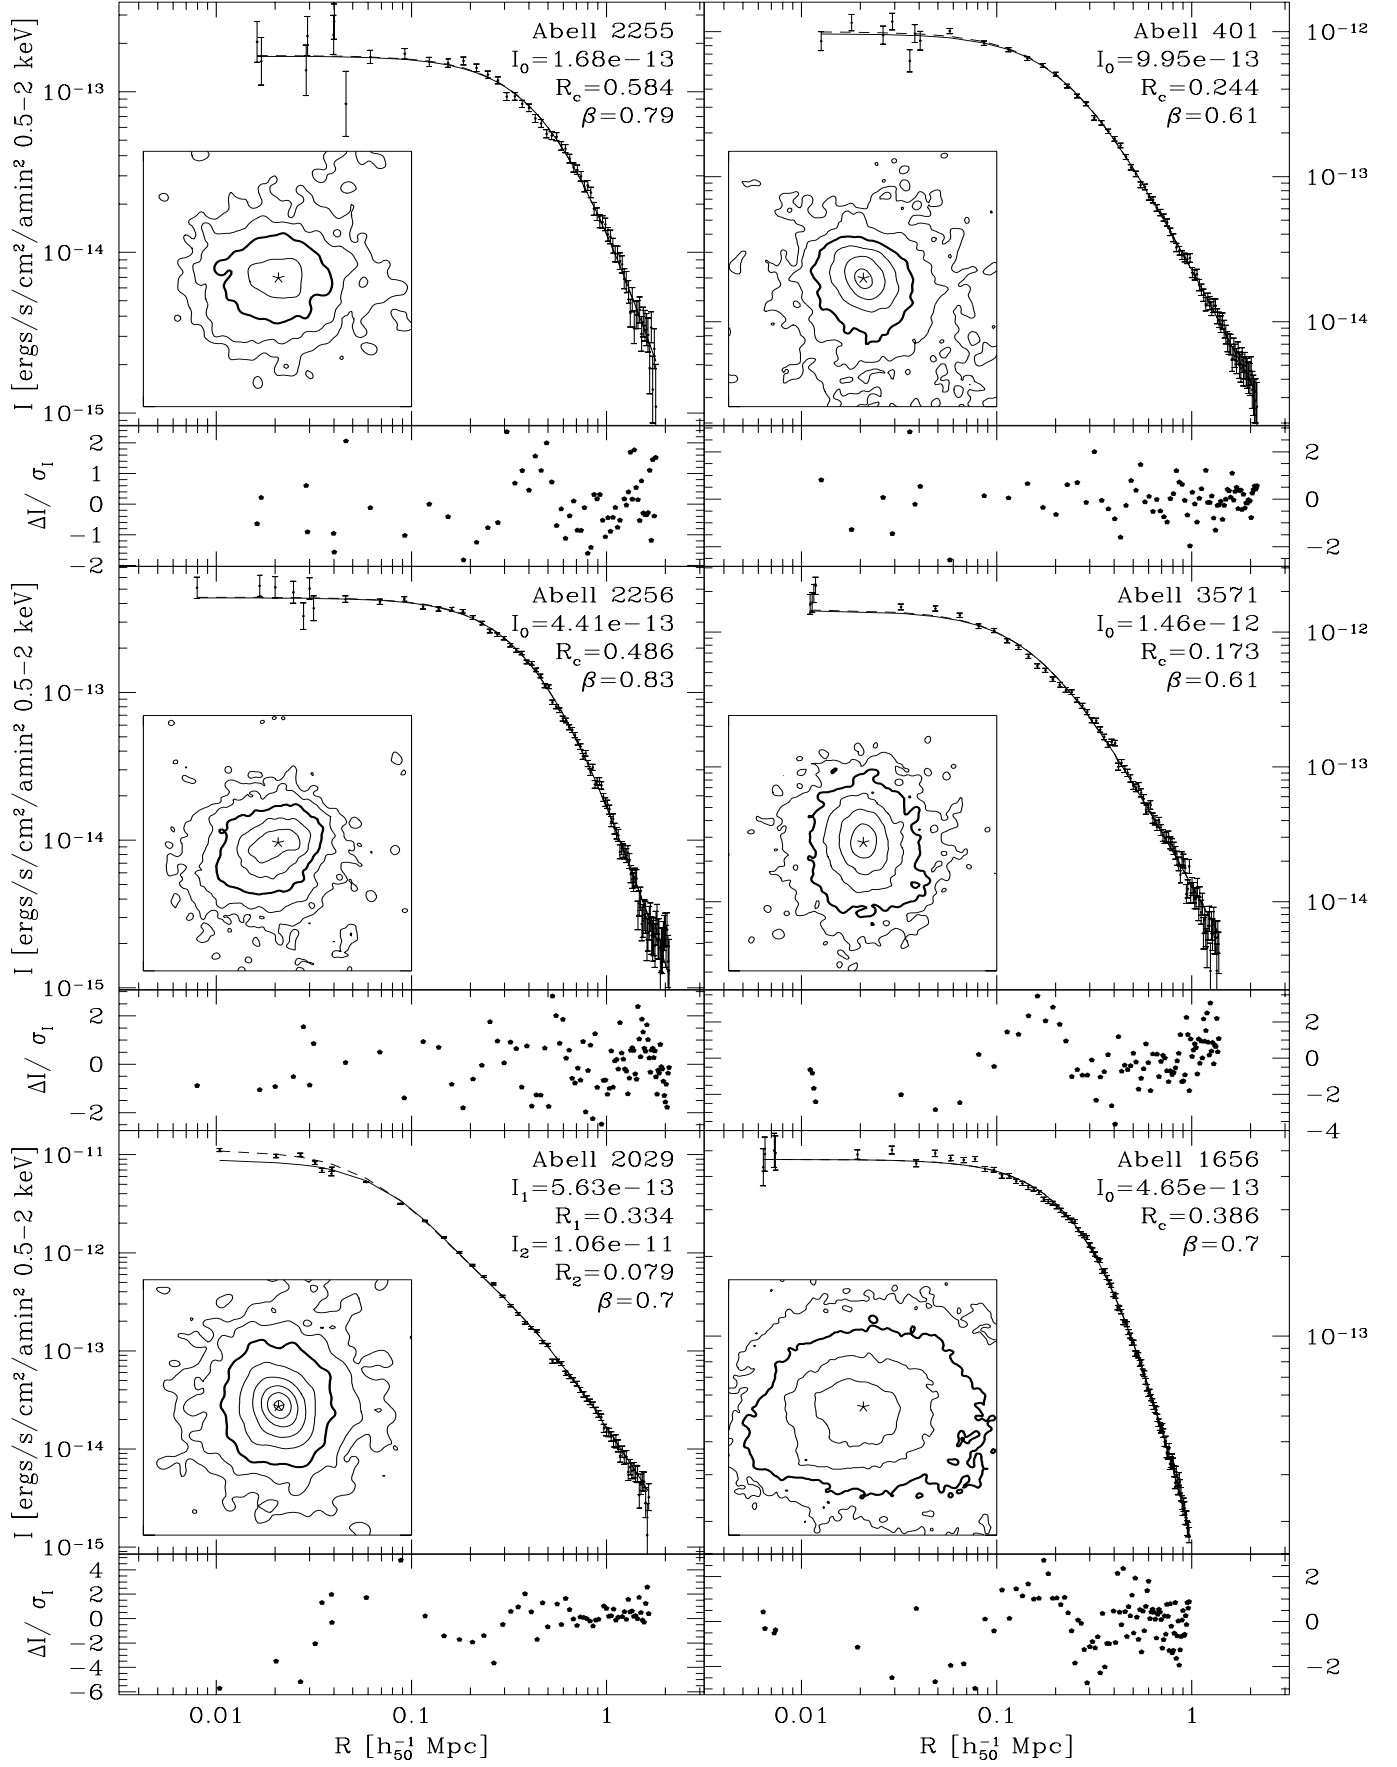 I [ergs/s/cm²/amin² 0.5−2 keV]
10⁻¹³
10⁻¹⁴
10⁻¹⁵
Abell 2255
I₀=1.68e−13
R_c=0.584
β=0.79
Abell 401
I₀=9.95e−13
R_c=0.244
β=0.61
10⁻¹²
10⁻¹³
10⁻¹⁴
ΔI/ σ_I
2
1
0
−1
−2
2
0
−2
I [ergs/s/cm²/amin² 0.5−2 keV]
10⁻¹³
10⁻¹⁴
10⁻¹⁵
Abell 2256
I₀=4.41e−13
R_c=0.486
β=0.83
Abell 3571
I₀=1.46e−12
R_c=0.173
β=0.61
10⁻¹²
10⁻¹³
10⁻¹⁴
ΔI/ σ_I
2
0
−2
2
0
−2
−4
I [ergs/s/cm²/amin² 0.5−2 keV]
10⁻¹¹
10⁻¹²
10⁻¹³
10⁻¹⁴
10⁻¹⁵
Abell 2029
I₁=5.63e−13
R₁=0.334
I₂=1.06e−11
R₂=0.079
β=0.7
Abell 1656
I₀=4.65e−13
R_c=0.386
β=0.7
10⁻¹³
ΔI/ σ_I
4
2
0
−2
−4
−6
2
0
−2
0.01 0.1 1
0.01 0.1 1
R [h₅₀⁻¹ Mpc]
R [h₅₀⁻¹ Mpc]